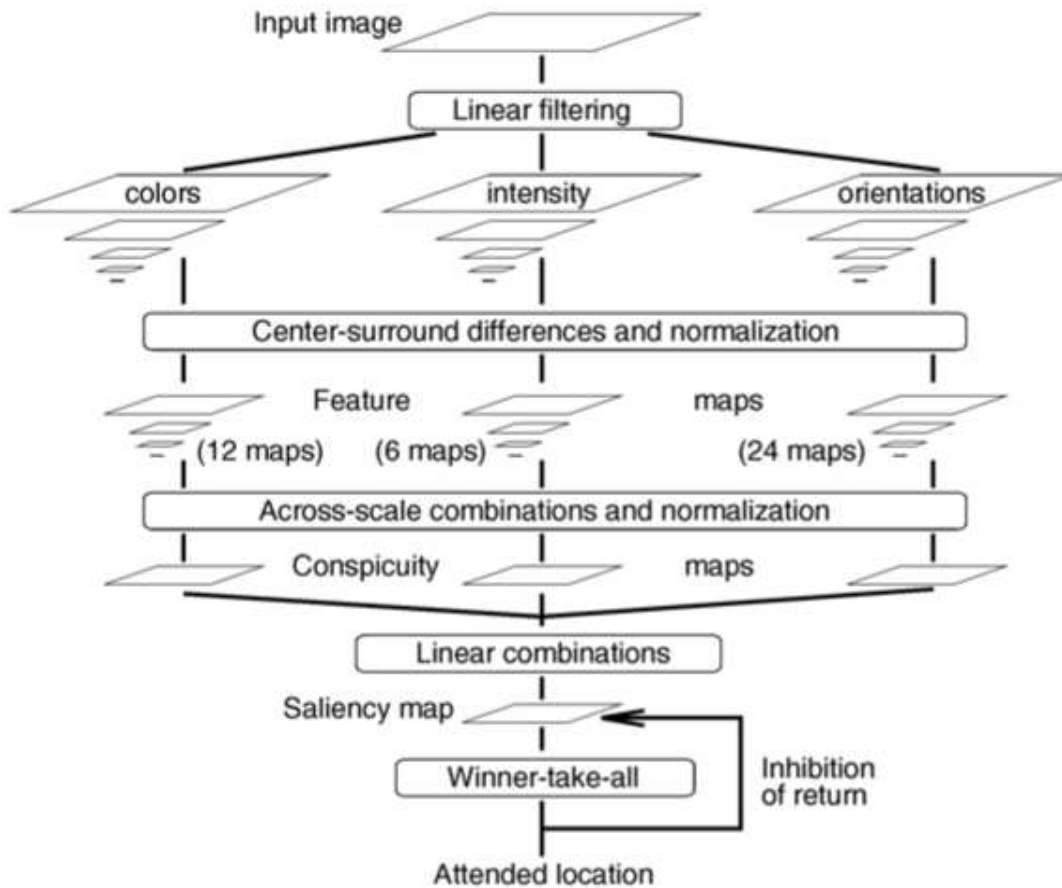 Input image
Linear filtering
colors
intensity
orientations
Center-surround differences and normalization
Feature maps
(12 maps)
(6 maps)
(24 maps)
Across-scale combinations and normalization
Conspicuity maps
Linear combinations
Saliency map
Winner-take-all
Inhibition
of return
Attended location